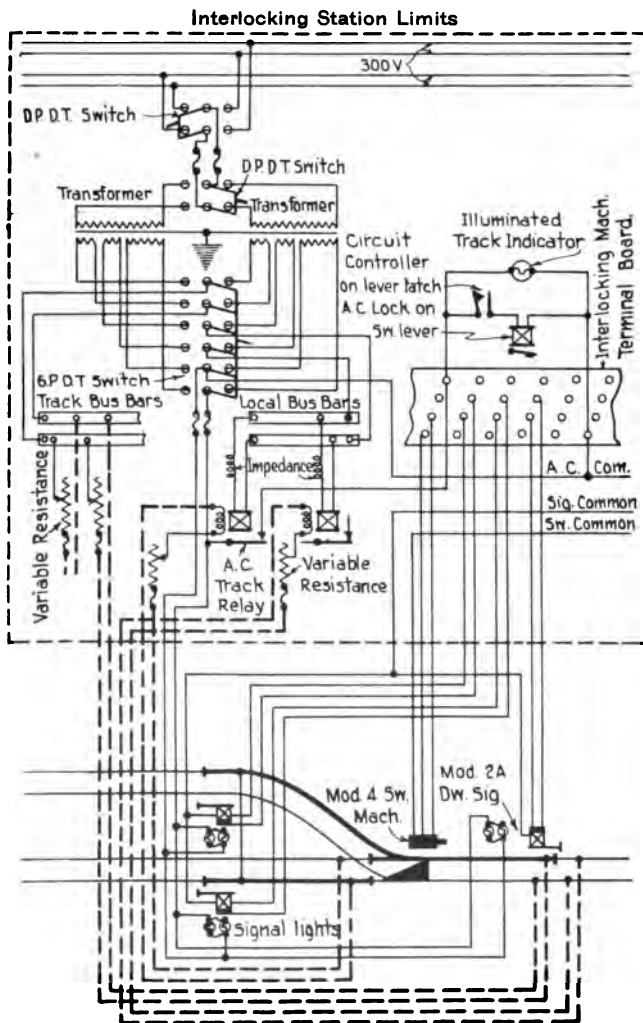 Interlocking Station Limits
300 V
D.P.D.T. Switch
D.P.D.T. Switch
Transformer
Transformer
Illuminated
Track Indicator
Circuit
Controller
on lever latch
A.C. Lock on
Sw. lever
Interlocking Mach.
Terminal Board.
6.P.D.T. Switch
Track Bus Bars
Local Bus Bars
Impedance
A.C. Com.
Sig. Common
Sw. Common
Variable Resistance
A.C.
Track
Relay
Variable
Resistance
Mod. 4 Sw.
Mach.
Mod. 2A
Dw. Sig
Signal lights